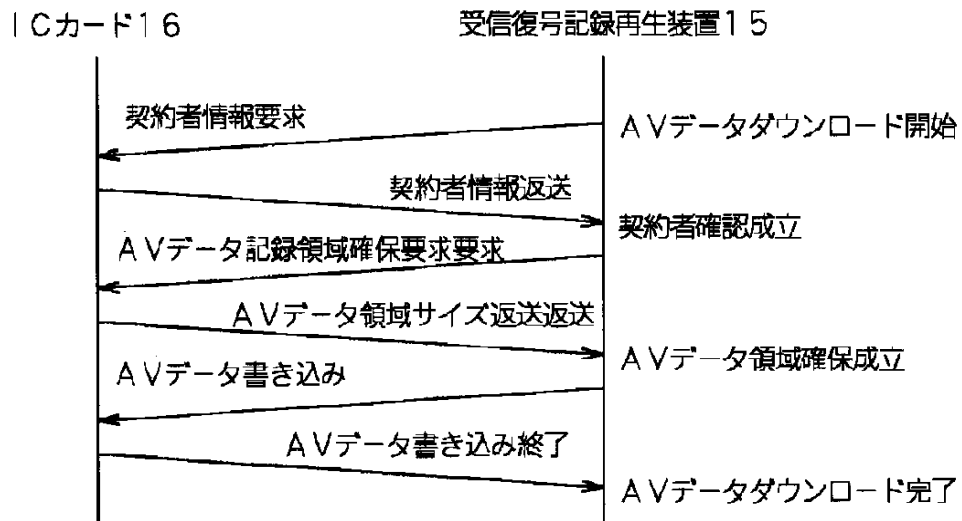 ICカード16
受信復号記録再生装置15
契約者情報要求
AVデータダウンロード開始
契約者情報返送
契約者確認成立
AVデータ記録領域確保要求要求
AVデータ領域サイズ返送返送
AVデータ領域確保成立
AVデータ書き込み
AVデータ書き込み終了
AVデータダウンロード完了